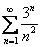 ∑_{n=1}^{∞} 3^n / n^2